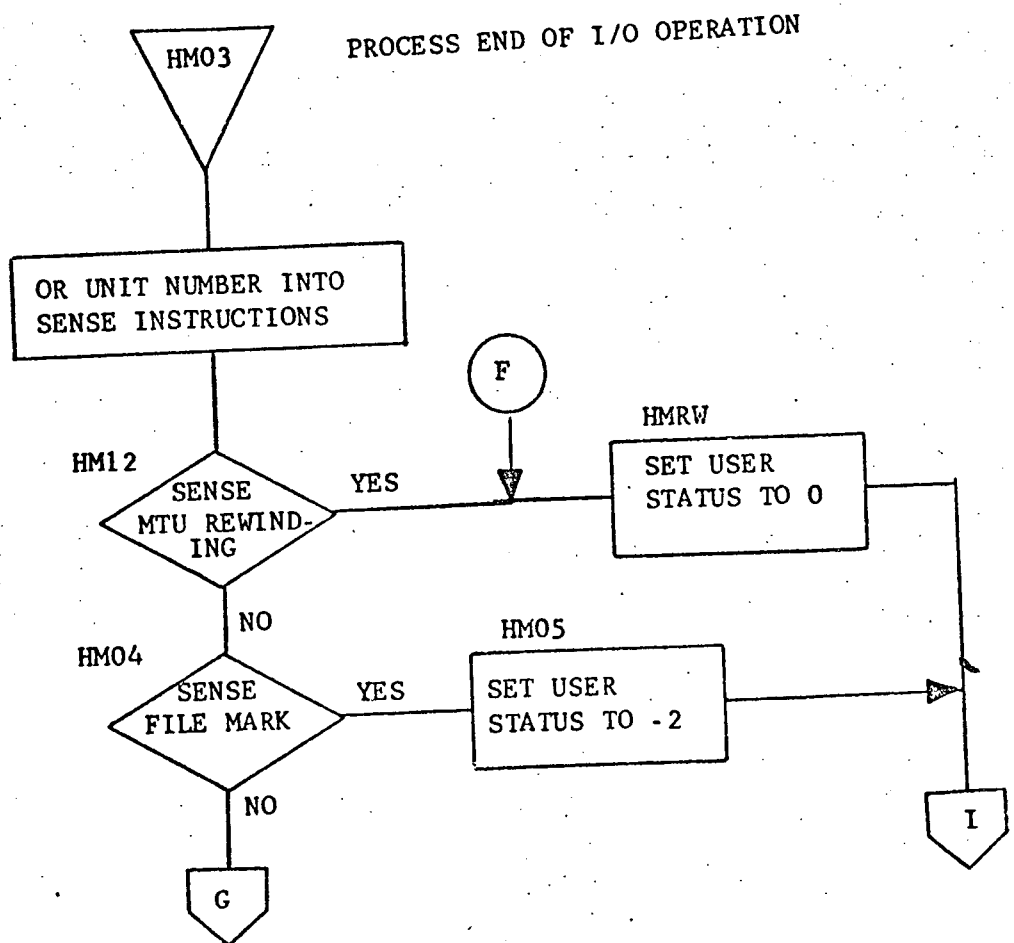 HM03
PROCESS END OF I/O OPERATION
OR UNIT NUMBER INTO
SENSE INSTRUCTIONS
F
HMRW
SET USER
STATUS TO 0
HM12
SENSE
MTU REWIND-
ING
YES
NO
HM05
HM04
SENSE
FILE MARK
YES
SET USER
STATUS TO -2
NO
I
G